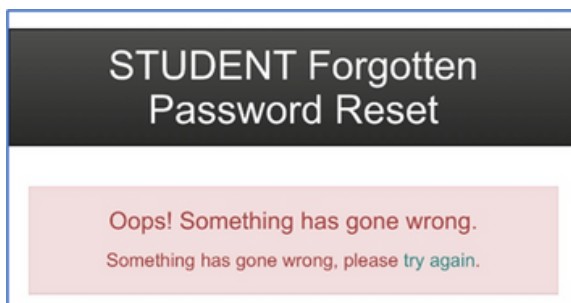 STUDENT Forgotten
Password Reset
Oops! Something has gone wrong.
Something has gone wrong, please try again.